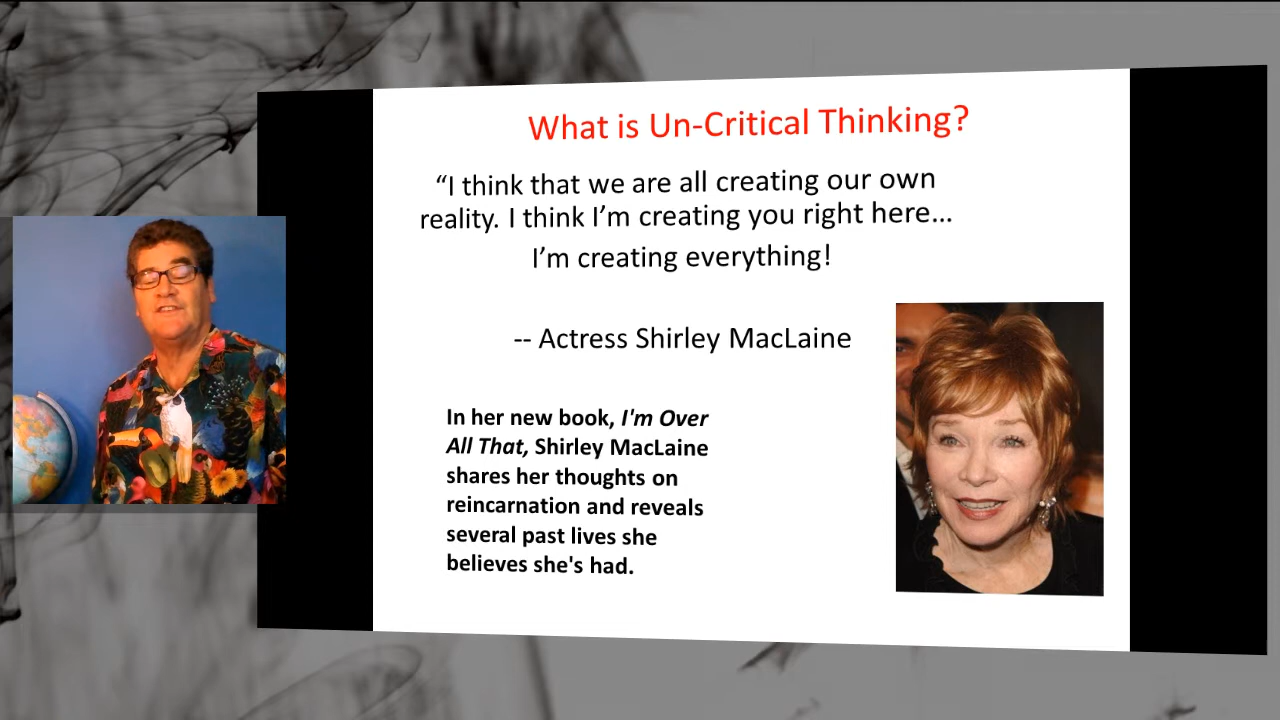 What is Un-Critical Thinking?
“I think that we are all creating our own
reality. I think I’m creating you right here…
I’m creating everything!
-- Actress Shirley MacLaine
In her new book, I'm Over
All That, Shirley MacLaine
shares her thoughts on
reincarnation and reveals
several past lives she
believes she's had.